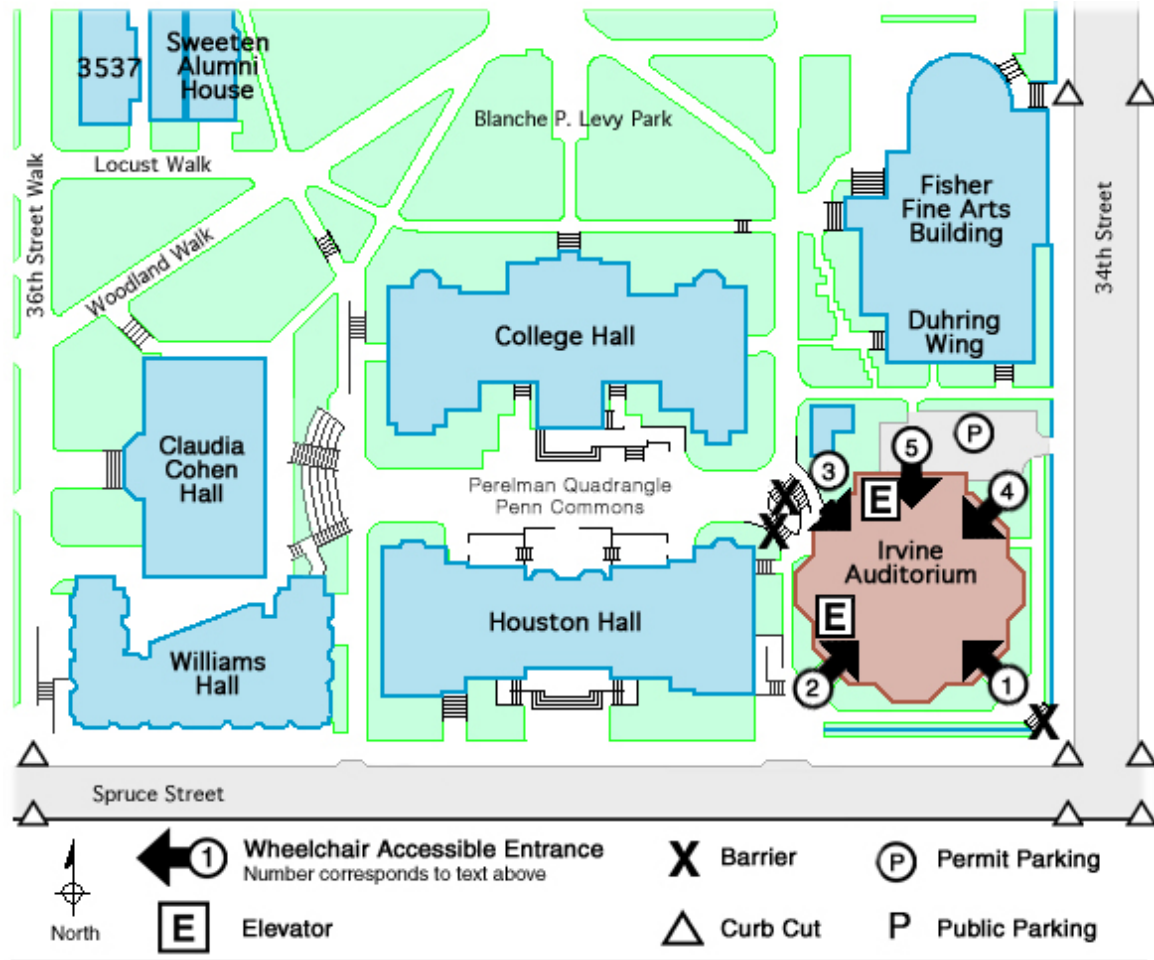 3537
Sweeten
Alumni
House
Blanche P. Levy Park
Locust Walk
36th Street Walk
Woodland Walk
Fisher
Fine Arts
Building
34th Street
Duhring
Wing
College Hall
Claudia
Cohen
Hall
Perelman Quadrangle
Penn Commons
P
5
3
4
E
X
X
Irvine
Auditorium
E
Houston Hall
Williams
Hall
2
1
X
Spruce Street
1
Wheelchair Accessible Entrance
Number corresponds to text above
X
Barrier
P
Permit Parking
North
E
Elevator
Curb Cut
P
Public Parking